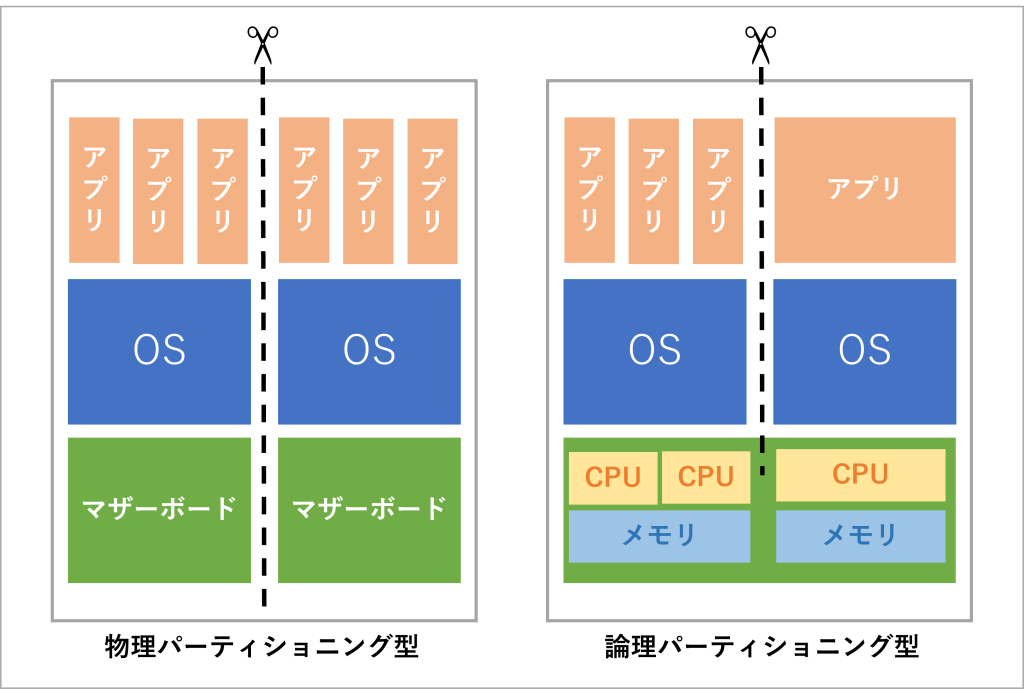 アプリ
アプリ
アプリ
アプリ
アプリ
アプリ
OS
OS
マザーボード
マザーボード
物理パーティショニング型
アプリ
アプリ
アプリ
アプリ
OS
OS
CPU
CPU
CPU
メモリ
メモリ
論理パーティショニング型